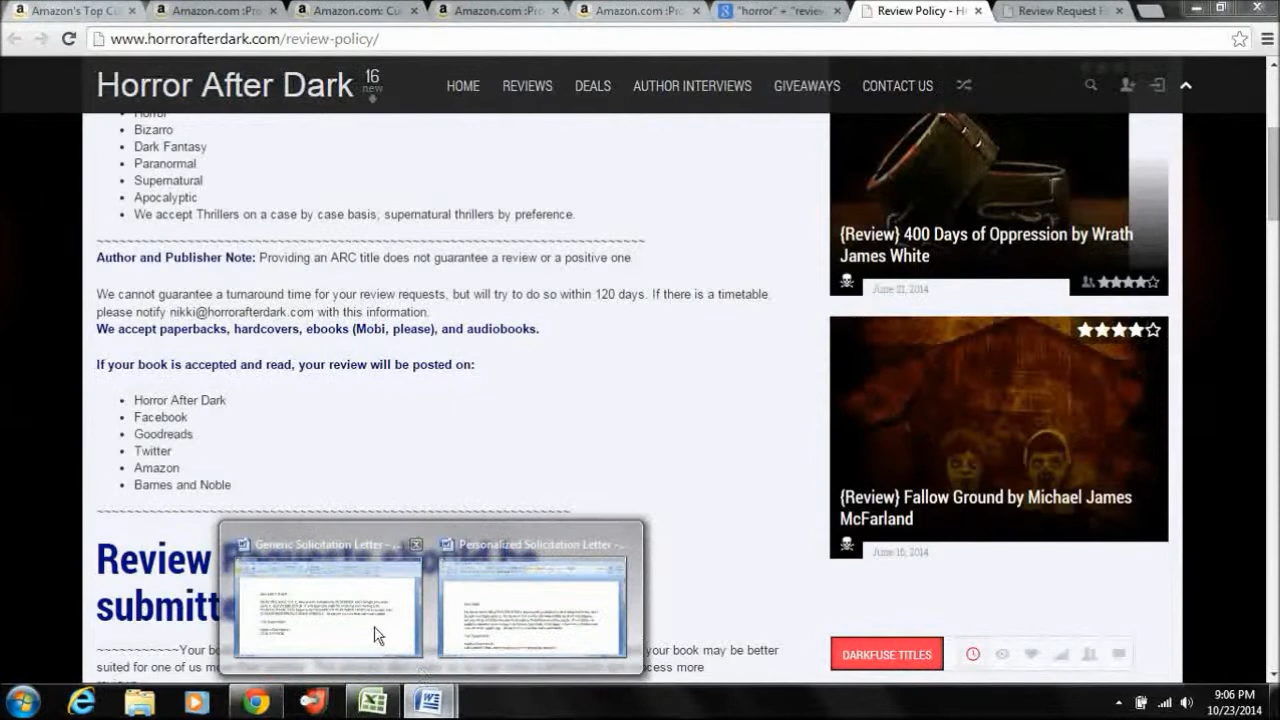 Amazon's Top C
Amazon.com :Pro
Amazon.com: Cu
Amazon.com :Pro
Amazon.com :Pro
"horror" + "review
Review Policy - H
Review Request F
www.horrorafterdark.com/review-policy/
Horror After Dark
16
new
HOME
REVIEWS
DEALS
AUTHOR INTERVIEWS
GIVEAWAYS
CONTACT US
Horror
Bizarro
Dark Fantasy
Paranormal
Supernatural
Apocalyptic
We accept Thrillers on a case by case basis, supernatural thrillers by preference.
Author and Publisher Note: Providing an ARC title does not guarantee a review or a positive one
We cannot guarantee a turnaround time for your review requests, but will try to do so within 120 days. If there is a timetable
please notify nikki@horrorafterdark.com with this information.
We accept paperbacks, hardcovers, ebooks (Mobi, please), and audiobooks.
If your book is accepted and read, your review will be posted on:
Horror After Dark
Facebook
Goodreads
Twitter
Amazon
Barnes and Noble
Review
submitt
~~~~~~~~~~~Your b
your book may be better
suited for one of us m
ocess more
{Review} 400 Days of Oppression by Wrath
James White
June 21, 2014
{Review} Fallow Ground by Michael James
McFarland
June 16, 2014
DARKFUSE TITLES
Generic Solicitation Letter - ...
Personalized Solicitation Letter - ...
9:06 PM
10/23/2014